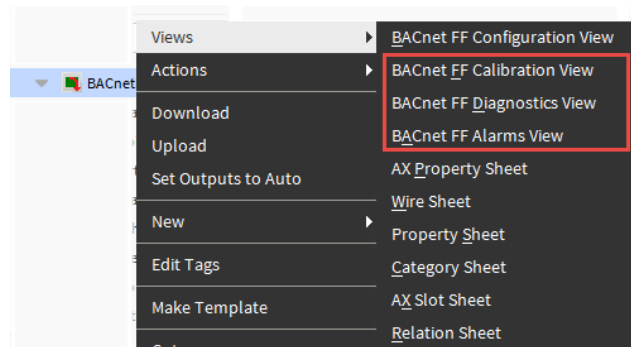 Views
Actions
Download
Upload
Set Outputs to Auto
New
Edit Tags
Make Template
BACnet
BACnet FF Configuration View
BACnet FF Calibration View
BACnet FF Diagnostics View
BACnet FF Alarms View
AX Property Sheet
Wire Sheet
Property Sheet
Category Sheet
AX Slot Sheet
Relation Sheet